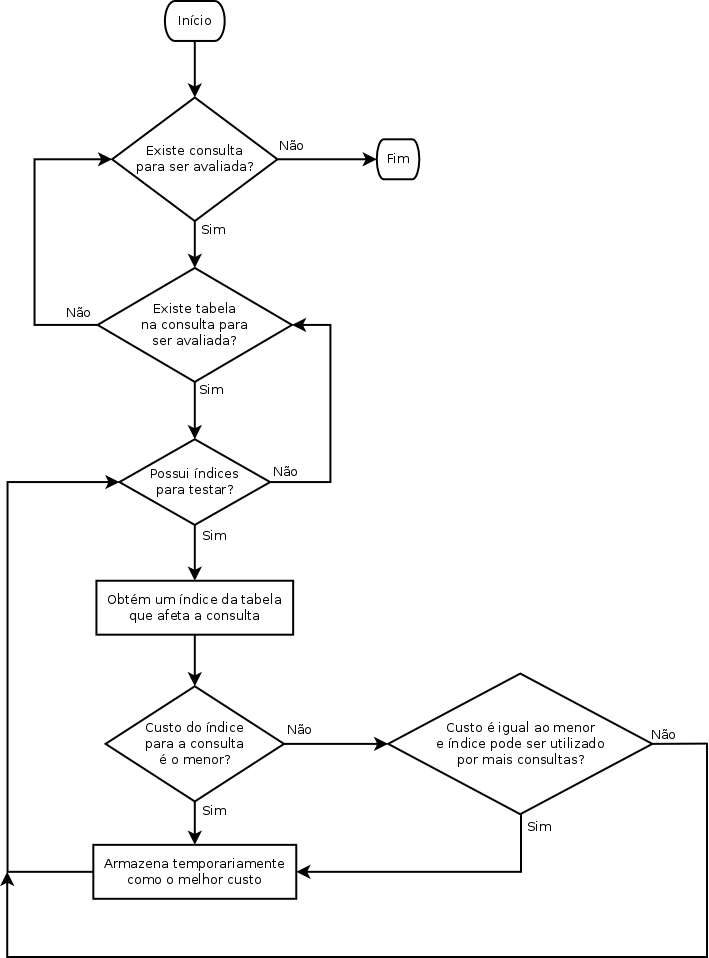 Início
Existe consulta
para ser avaliada?
Não
Fim
Sim
Existe tabela
na consulta para
ser avaliada?
Não
Sim
Possui índices
para testar?
Não
Sim
Obtém um índice da tabela
que afeta a consulta
Custo do índice
para a consulta
é o menor?
Não
Custo é igual ao menor
e índice pode ser utilizado
por mais consultas?
Não
Sim
Sim
Armazena temporariamente
como o melhor custo